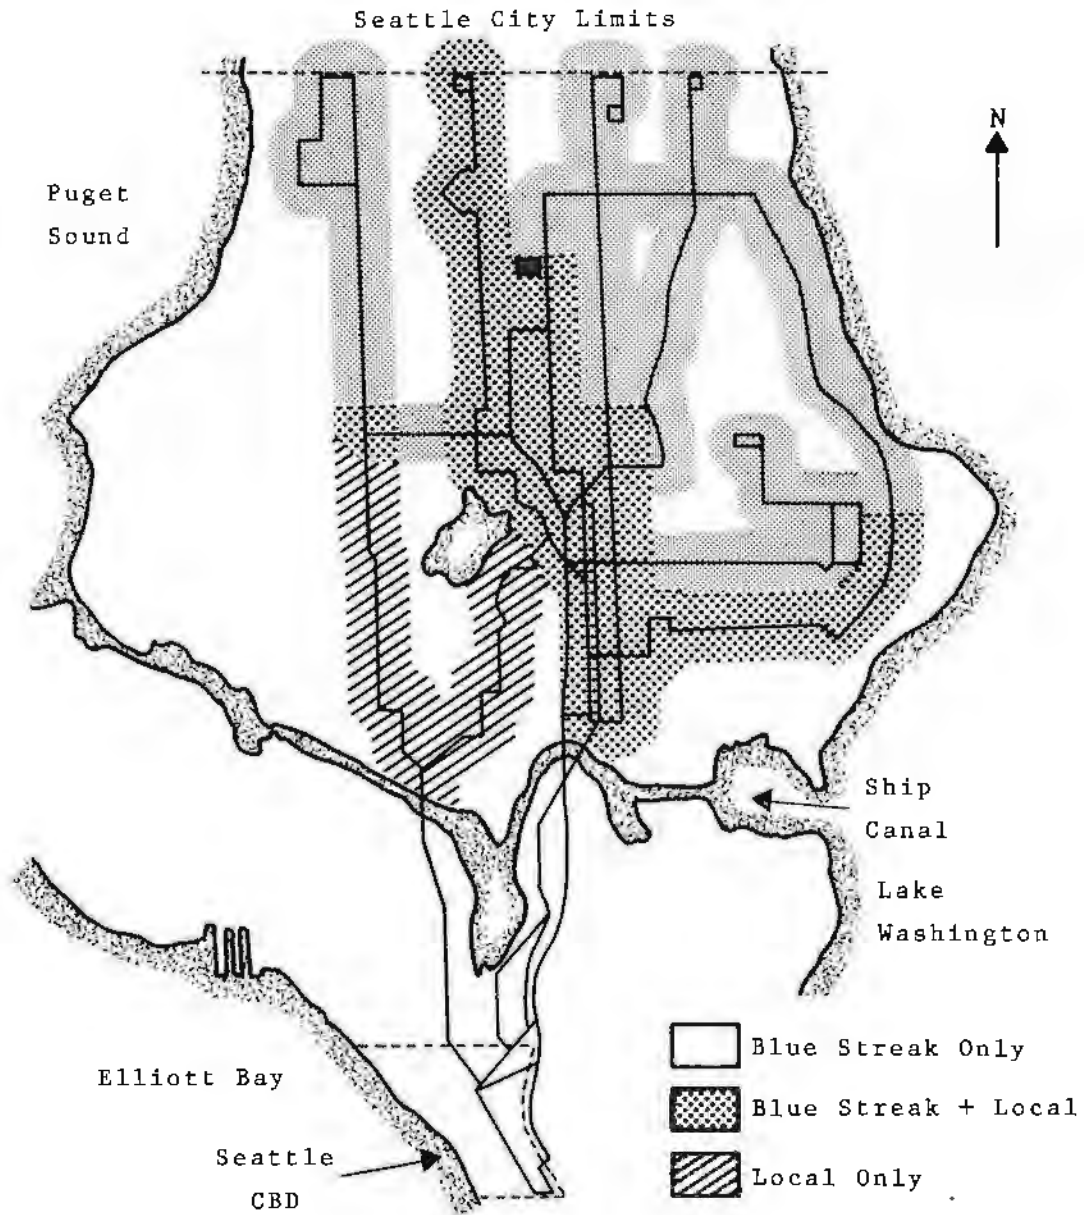 Seattle City Limits
N
Puget
Sound
Ship
Canal
Lake
Washington
Blue Streak Only
Elliott Bay
Blue Streak + Local
Seattle
CBD
Local Only